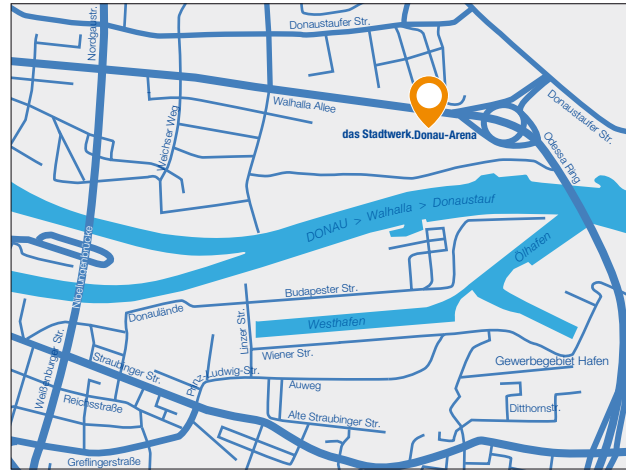 Donaustaufer Str.
Nordgaustr.
Walhalla Allee
Weichser Weg
das Stadtwerk.Donau-Arena
Donaustaufer Str.
Odessa Ring
DONAU > Walhalla > Donaustauf
Nibelungenbrücke
Ölhafen
Budapester Str.
Donaulände
Linzer Str.
Westhafen
Wiener Str.
Weißenburger Str.
Straubinger Str.
Prinz-Ludwig-Str.
Gewerbegebiet Hafen
Auweg
Reichsstraße
Ditthornstr.
Alte Straubinger Str.
Greflingerstraße